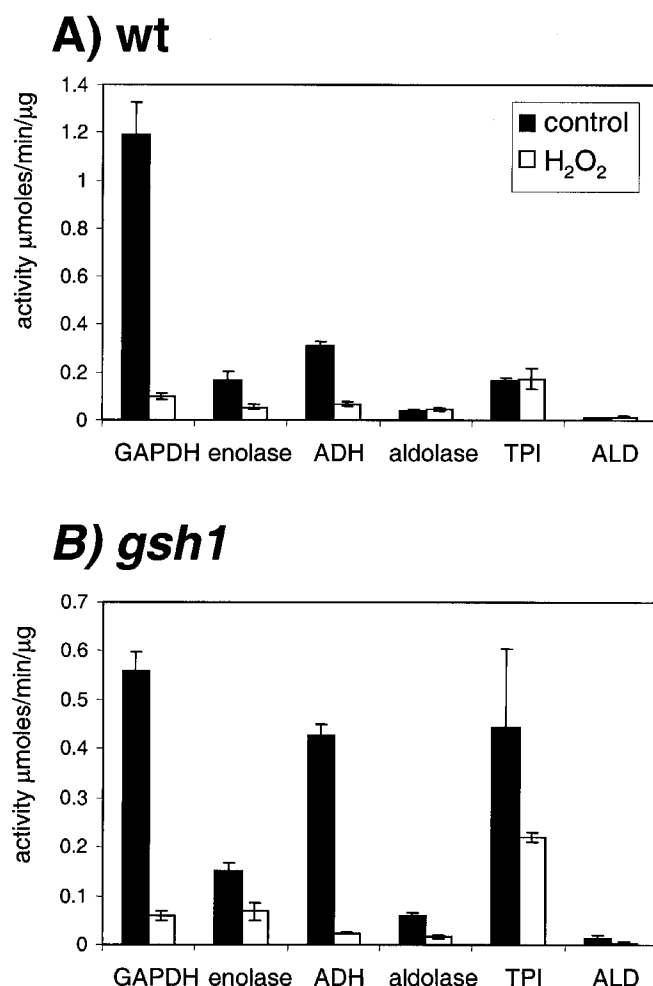 A) wt
activity μmoles/min/μg
1.4
1.2
1
0.8
0.6
0.4
0.2
0
control
H₂O₂
GAPDH enolase ADH aldolase TPI ALD
B) gsh1
activity μmoles/min/μg
0.7
0.6
0.5
0.4
0.3
0.2
0.1
0
GAPDH enolase ADH aldolase TPI ALD